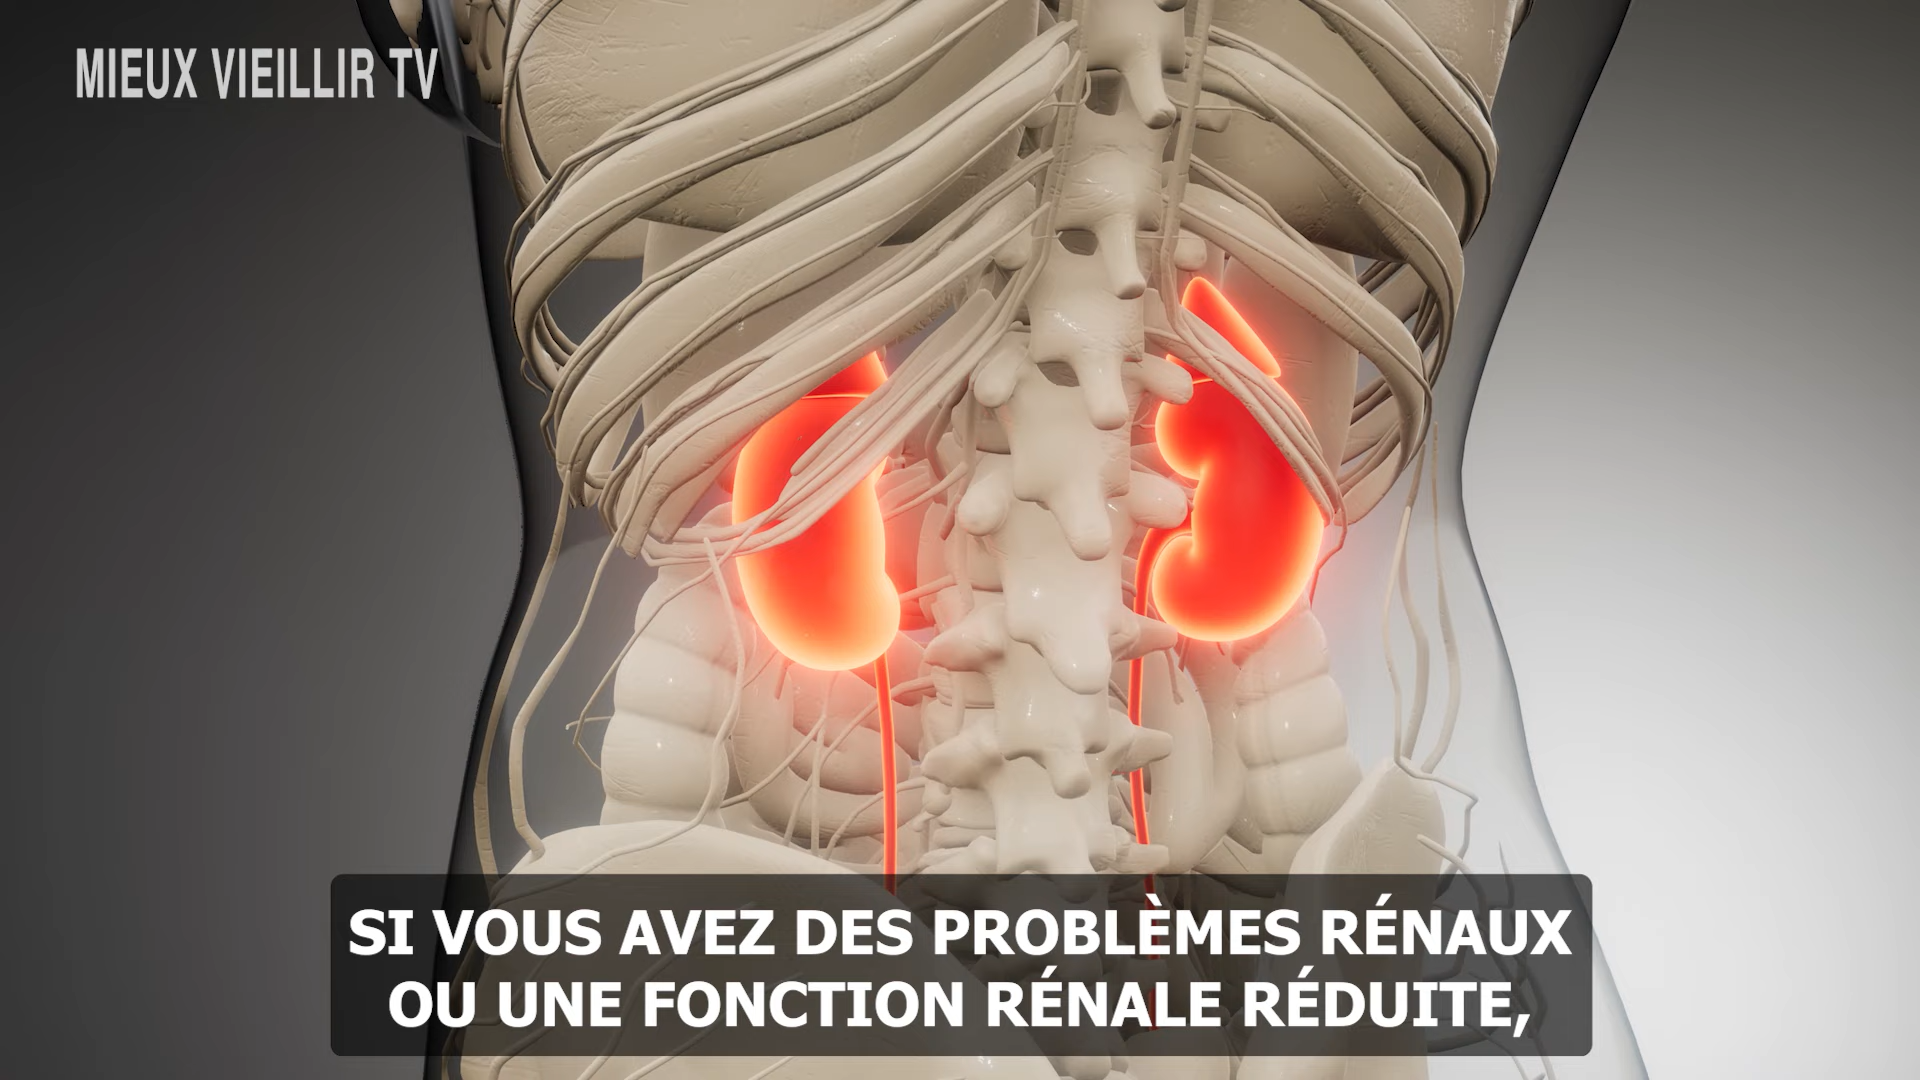 MIEUX VIEILLIR TV
SI VOUS AVEZ DES PROBLÈMES RÉNAUX
OU UNE FONCTION RÉNALE RÉDUITE,